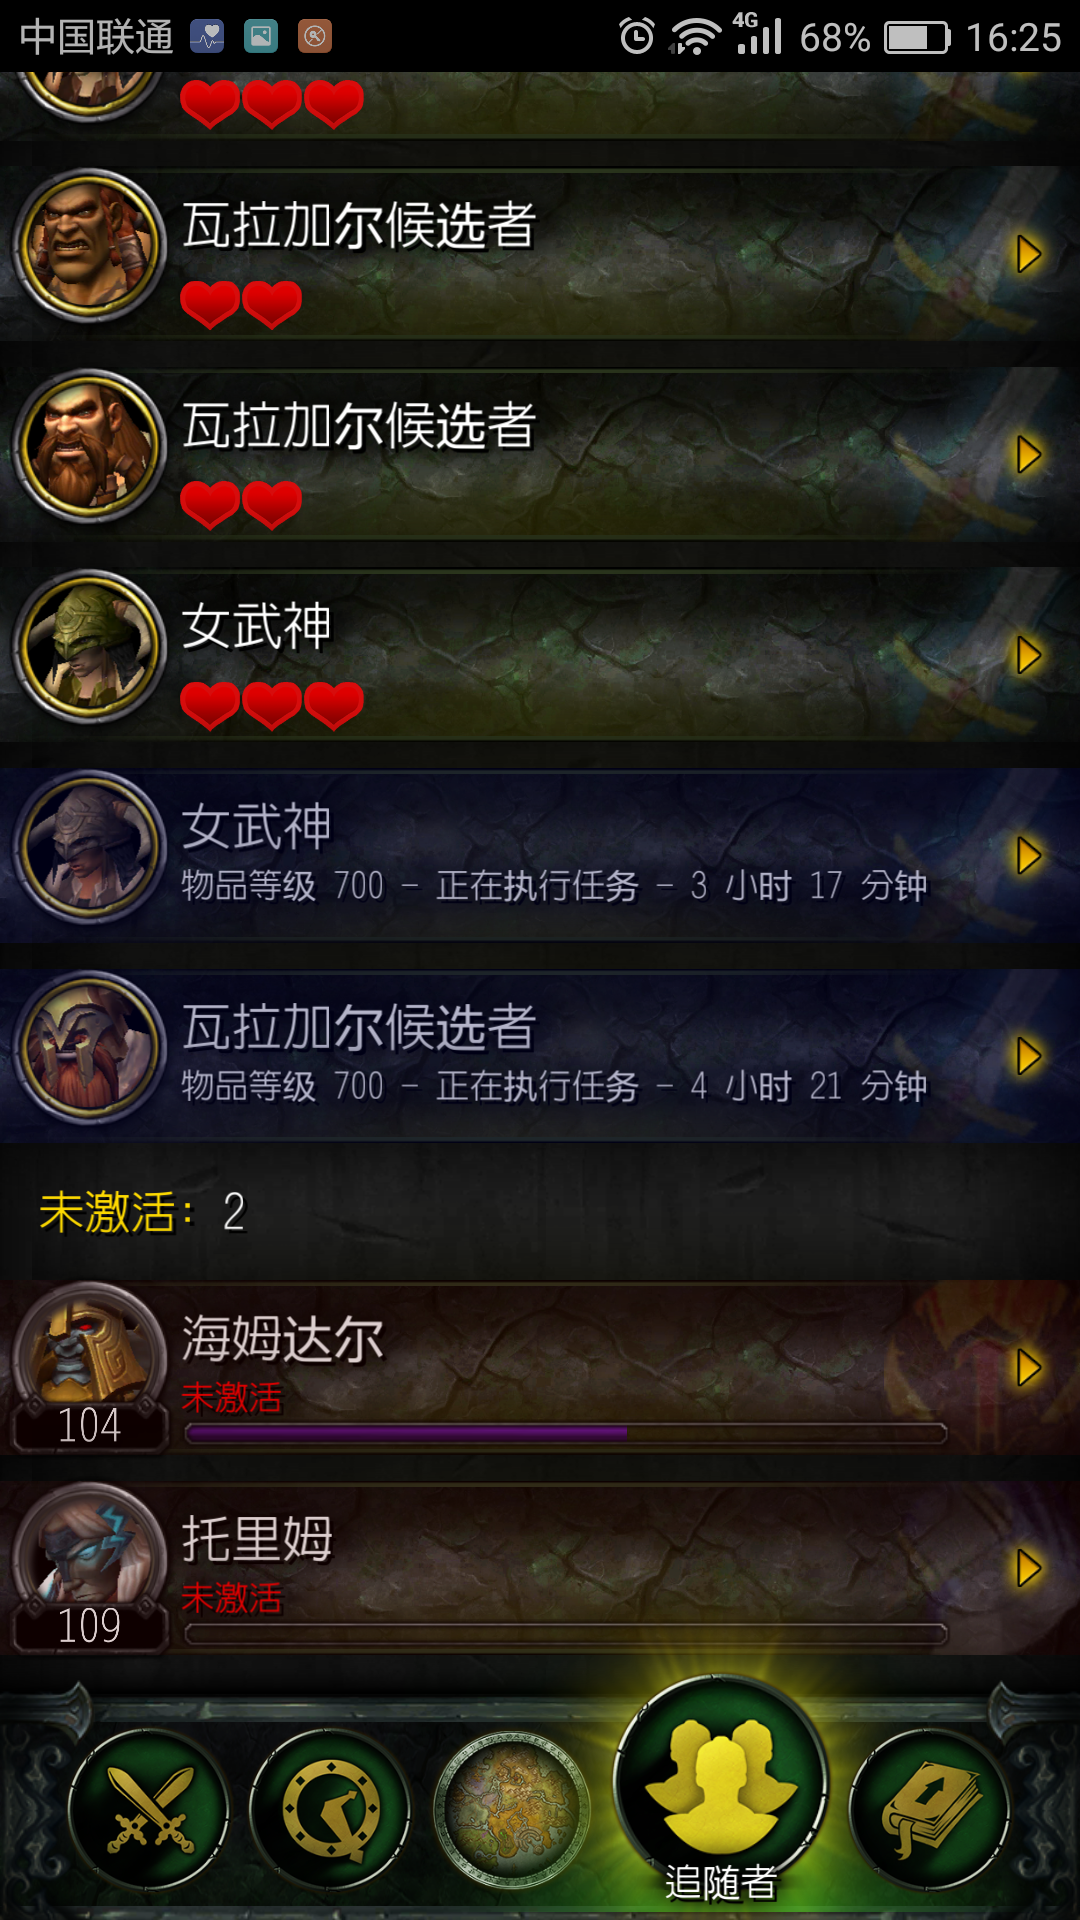 中国联通 4G 68% 16:25
瓦拉加尔候选者
瓦拉加尔候选者
女武神
女武神
物品等级 700 - 正在执行任务 - 3 小时 17 分钟
瓦拉加尔候选者
物品等级 700 - 正在执行任务 - 4 小时 21 分钟
未激活: 2
海姆达尔
未激活
104
托里姆
未激活
109
追随者